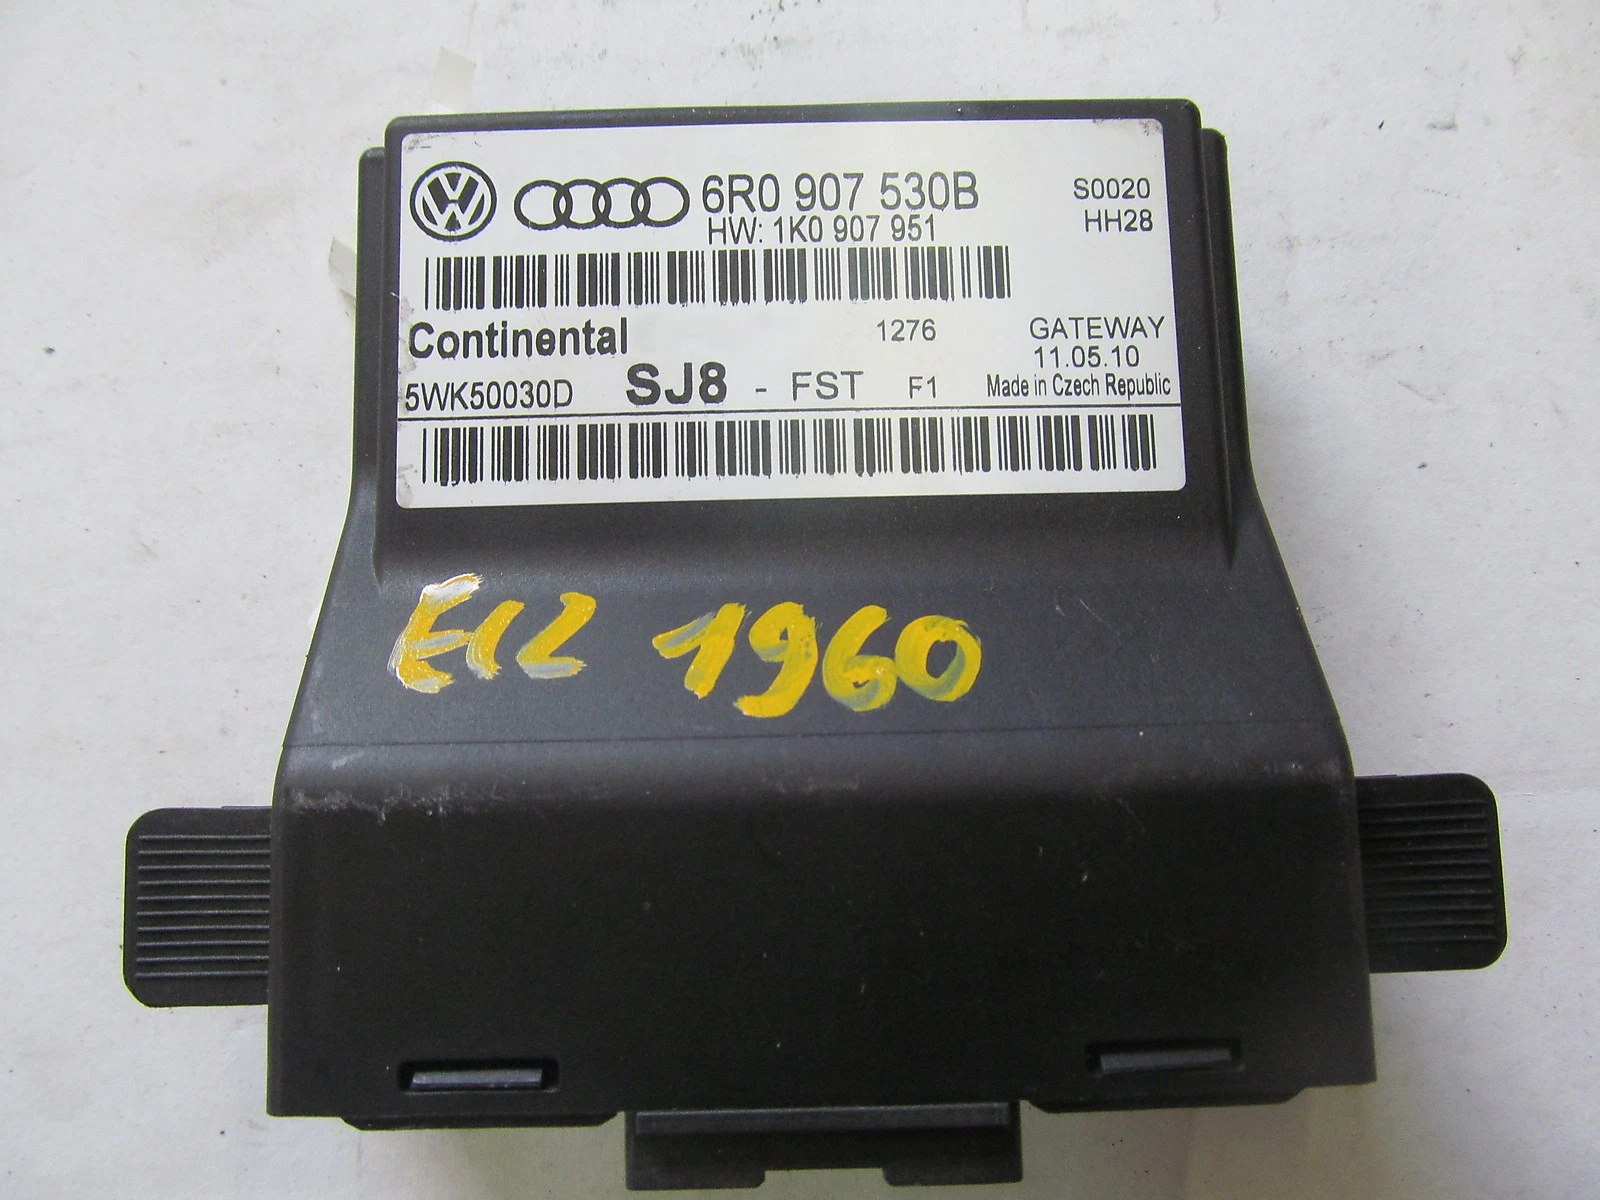 6R0 907 530B
HW: 1K0 907 951
S0020
HH28
Continental
1276
GATEWAY
11.05.10
5WK50030D SJ8 - FST F1 Made in Czech Republic
E12 1960